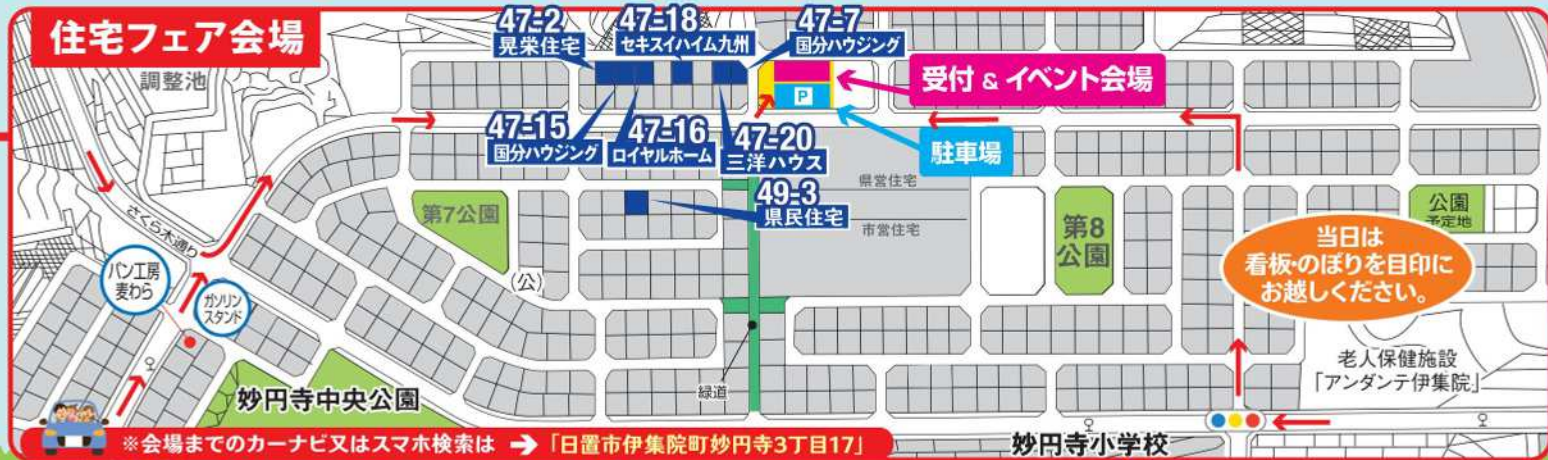 住宅フェア会場
調整池
47-2
晃栄住宅
47-18
セキスイハイム九州
47-7
国分ハウジング
受付 & イベント会場
P
駐車場
47-15
国分ハウジング
47-16
ロイヤルホーム
47-20
三洋ハウス
49-3
県民住宅
県営住宅
市営住宅
第7公園
第8
公園
公園
予定地
さくら木通り
(公)
パン工房
麦わら
ガソリン
スタンド
当日は
看板・のぼりを目印に
お越しください。
老人保健施設
「アンダンテ伊集院」
緑道
妙円寺中央公園
妙円寺小学校
※会場までのカーナビ又はスマホ検索は ➔ 「日置市伊集院町妙円寺3丁目17」